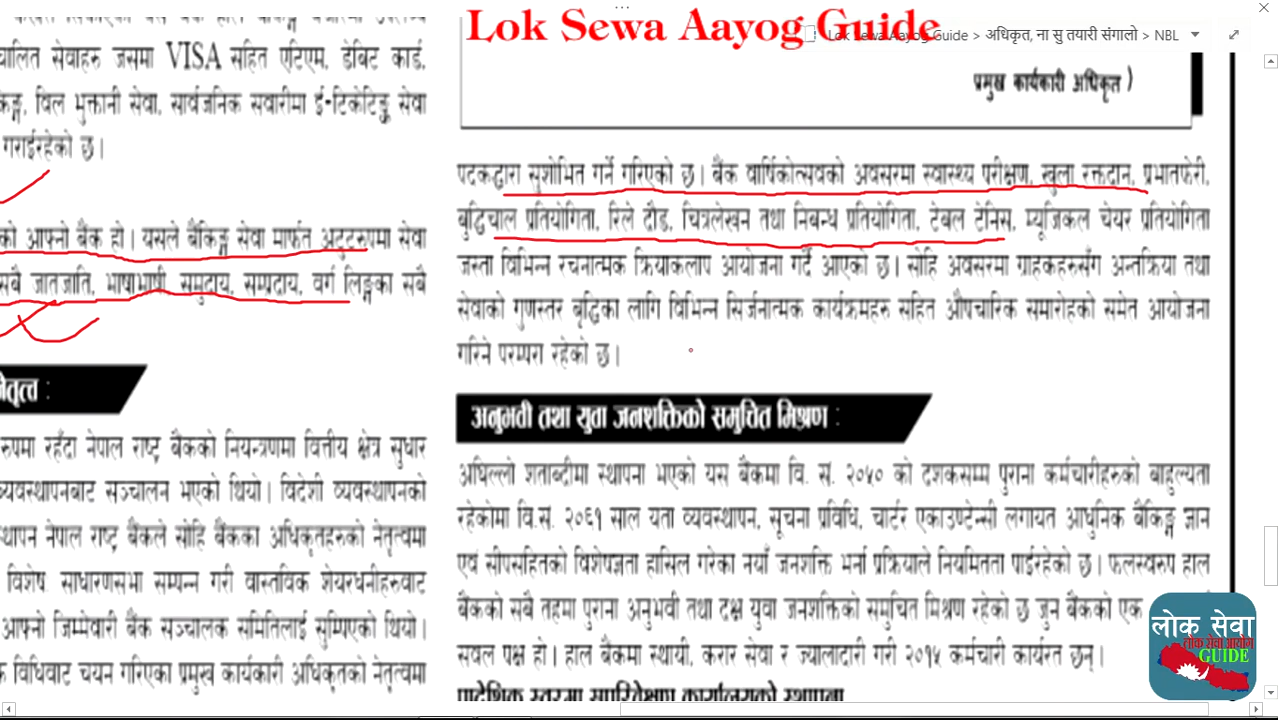 Lok Sewa Aayog Guide
Lok Sewa Aayog Guide > अधिकृत, ना सु तयारी संगालो > NBL
चालित सेवाहरु जसमा VISA सहित एटिएम, डेबिट कार्ड,
विल भुक्तानी सेवा, सार्वजनिक सवारीमा ई-टिकेटिङ्ग सेवा
गराईरहेको छ।
को आफ्नो बैंक हो। यसले बैंकिङ्ग सेवा मार्फत अटुटरुपमा सेवा
सबै जातजाति, भाषाभाषी समुदाय, सम्प्रदाय, वर्ग लिङ्गका सबै
नेतृत्व :
रुपमा रहँदा नेपाल राष्ट्र बैंकको नियन्त्रणमा वित्तीय क्षेत्र सुधार
व्यवस्थापनबाट सञ्चालन भएको थियो। विदेशी व्यवस्थापनको
नेपाल राष्ट्र बैंकले सोहि बैंकका अधिकृतहरुको नेतृत्वमा
विशेष साधारणसभा सम्पन्न गरी वास्तविक शेयरधनीहरुवाट
आफ्नो जिम्मेवारी बैंक सञ्चालक समितिलाई सुम्पिएको थियो।
विधिवाट चयन गरिएका प्रमुख कार्यकारी अधिकृतको नेतृत्वमा
प्रमुख कार्यकारी अधिकृत )
पदकद्वारा सुशोभित गर्ने गरिएको छ। बैंक वार्षिकोत्सवको अवसरमा स्वास्थ्य परीक्षण, खुला रक्तदान, प्रभातफेरी,
बुद्धिचाल प्रतियोगिता, रिले दौड, चित्रलेखन तथा निबन्ध प्रतियोगिता, टेबल टेनिस, म्यूजिकल चेयर प्रतियोगिता
जस्ता विभिन्न रचनात्मक क्रियाकलाप आयोजना गर्दै आएको छ। सोहि अवसरमा ग्राहकहरुसँग अन्तक्रिया तथा
सेवाको गुणस्तर बृद्धिका लागि विभिन्न सिर्जनात्मक कार्यक्रमहरु सहित औपचारिक समारोहको समेत आयोजना
गरिने परम्परा रहेको छ।
अनुभवी तथा युवा जनशक्तिको समुचित मिश्रण :
अघिल्लो शताब्दीमा स्थापना भएको यस बैंकमा वि. सं. २०५० को दशकसम्म पुराना कर्मचारीहरुको बाहुल्यता
रहेकोमा वि.सं. २०६१ साल यता व्यवस्थापन, सूचना प्रविधि, चार्टर एकाउण्टेन्सी लगायत आधुनिक बैंकिङ्ग ज्ञान
एवं सीपसहितको विशेषज्ञता हासिल गरेका नयाँ जनशक्ति भर्ना प्रक्रियाले नियमितता पाईरहेको छ। फलस्वरुप हाल
बैंकको सबै तहमा पुराना अनुभवी तथा दक्ष युवा जनशक्तिको समुचित मिश्रण रहेको छ जुन बैंकको एक
सवल पक्ष हो। हाल बैंकमा स्थायी, करार सेवा र ज्यालादारी गरी २०१५ कर्मचारी कार्यरत छन्।
लोक सेवा
लोक सेवा आयोग
GUIDE